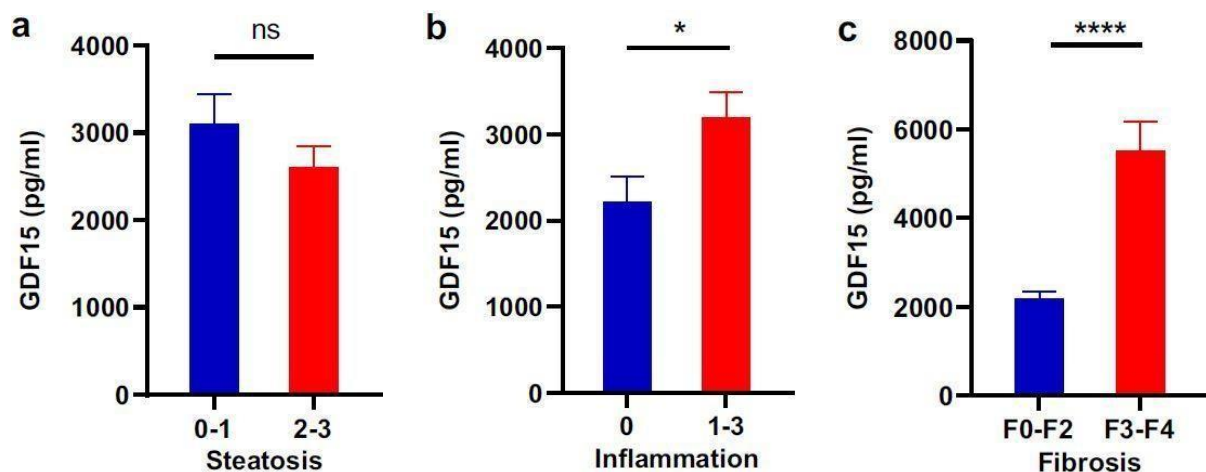 a
ns
GDF15 (pg/ml)
4000
3000
2000
1000
0
0-1 2-3
Steatosis
b
*
GDF15 (pg/ml)
4000
3000
2000
1000
0
0 1-3
Inflammation
c
****
GDF15 (pg/ml)
8000
6000
4000
2000
0
F0-F2 F3-F4
Fibrosis